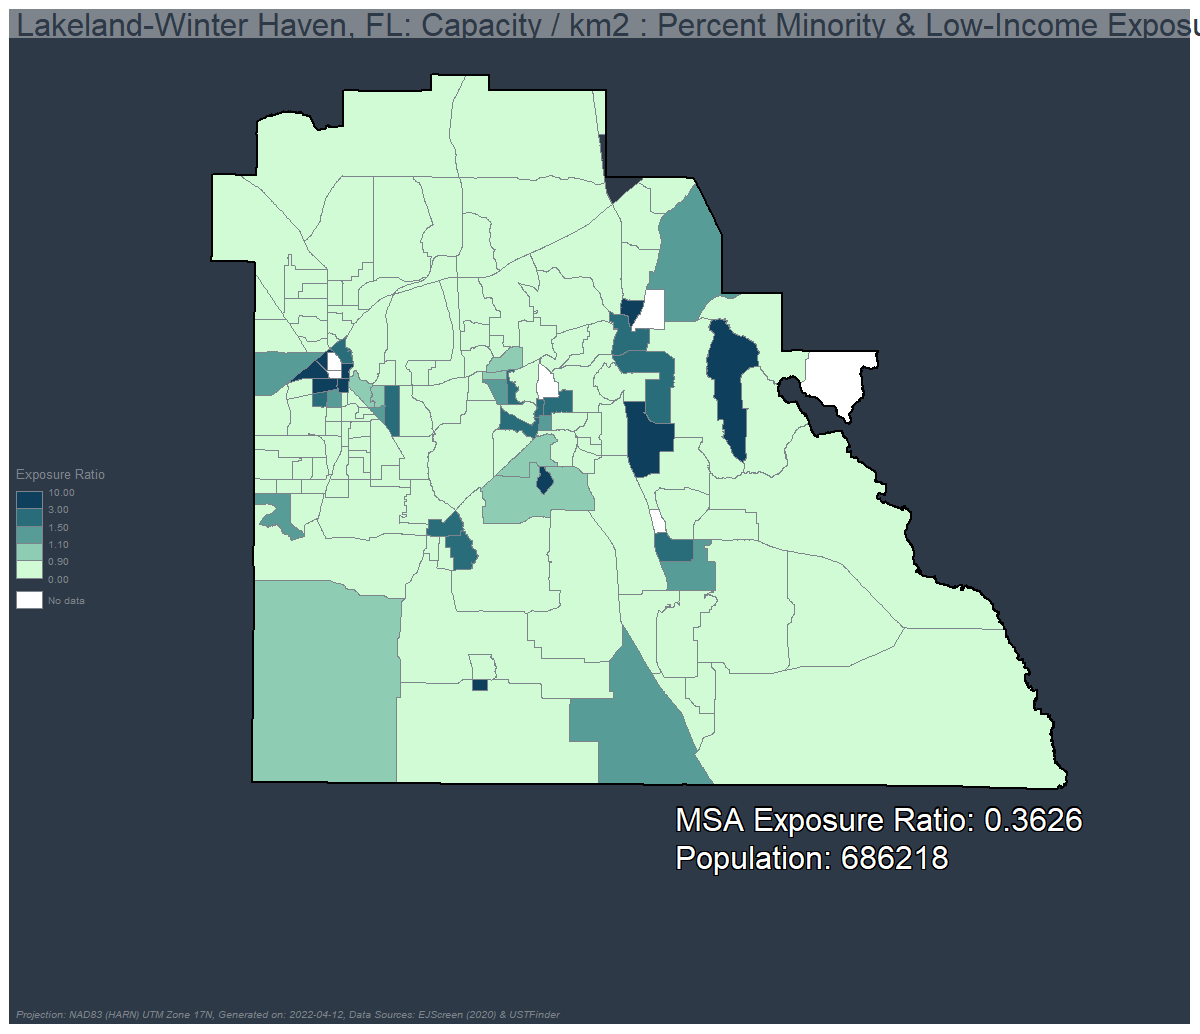 Lakeland-Winter Haven, FL: Capacity / km2 : Percent Minority & Low-Income Exposu
Exposure Ratio
10.00
3.00
1.50
1.10
0.90
0.00
No data
MSA Exposure Ratio: 0.3626
Population: 686218
Projection: NAD83 (HARN) UTM Zone 17N, Generated on: 2022-04-12, Data Sources: EJScreen (2020) & USTFinder